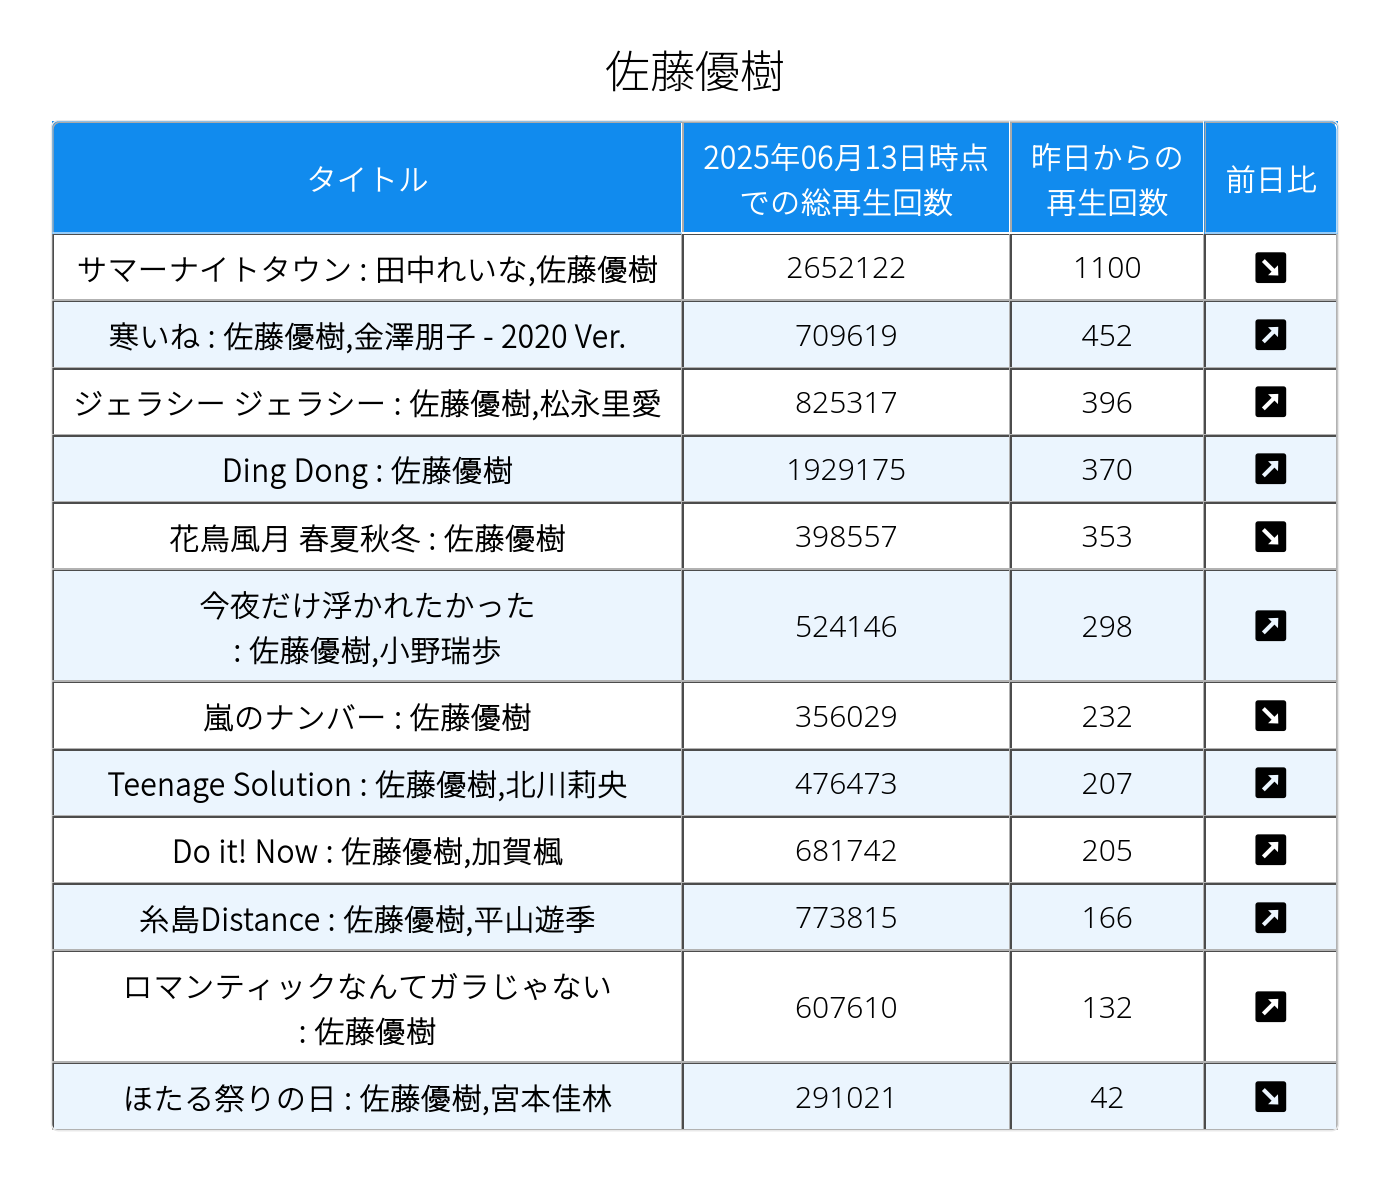 佐藤優樹
タイトル
2025年06月13日時点
での総再生回数
昨日からの
再生回数
前日比
サマーナイトタウン : 田中れいな,佐藤優樹 2652122 1100
寒いね : 佐藤優樹,金澤朋子 - 2020 Ver. 709619 452
ジェラシー ジェラシー : 佐藤優樹,松永里愛 825317 396
Ding Dong : 佐藤優樹 1929175 370
花鳥風月 春夏秋冬 : 佐藤優樹 398557 353
今夜だけ浮かれたかった
: 佐藤優樹,小野瑞歩 524146 298
嵐のナンバー : 佐藤優樹 356029 232
Teenage Solution : 佐藤優樹,北川莉央 476473 207
Do it! Now : 佐藤優樹,加賀楓 681742 205
糸島Distance : 佐藤優樹,平山遊季 773815 166
ロマンティックなんてガラじゃない
: 佐藤優樹 607610 132
ほたる祭りの日 : 佐藤優樹,宮本佳林 291021 42